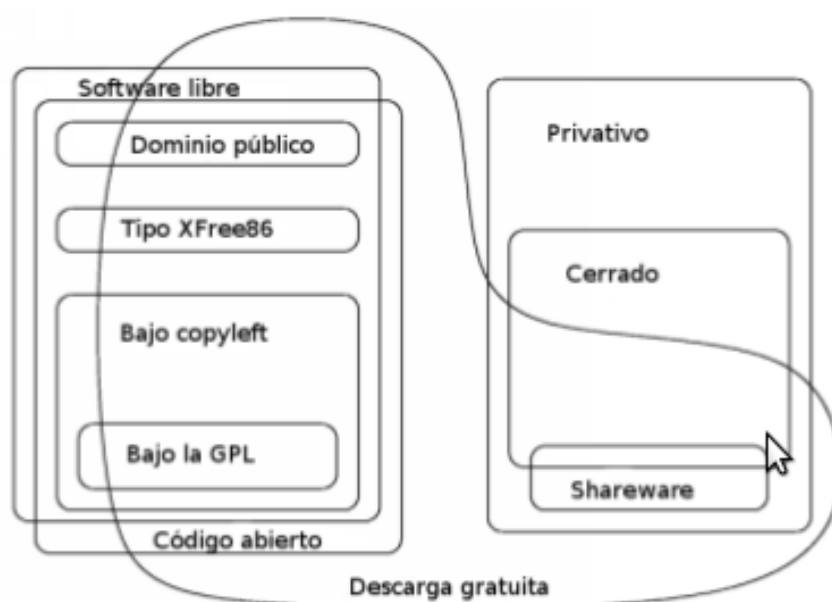 Software libre
Dominio público
Tipo XFree86
Bajo copyleft
Bajo la GPL
Código abierto
Privativo
Cerrado
Shareware
Descarga gratuita